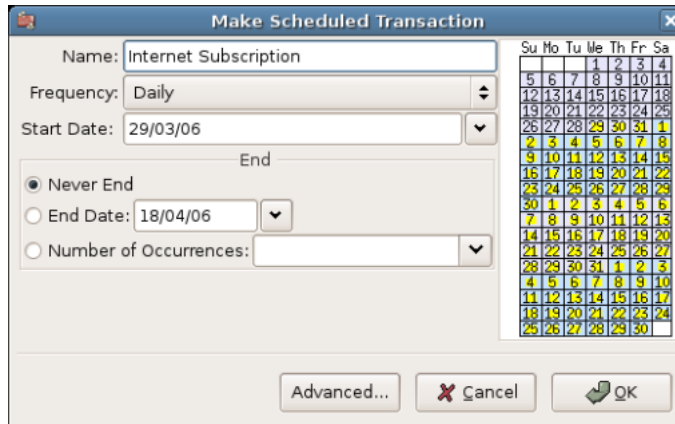 Make Scheduled Transaction
Name: Internet Subscription
Frequency: Daily
Start Date: 29/03/06
End
Never End
End Date: 18/04/06
Number of Occurrences:
Su Mo Tu We Th Fr Sa
1 2 3 4
5 6 7 8 9 10 11
12 13 14 15 16 17 18
19 20 21 22 23 24 25
26 27 28 29 30 31 1
2 3 4 5 6 7 8
9 10 11 12 13 14 15
16 17 18 19 20 21 22
23 24 25 26 27 28 29
30 1 2 3 4 5 6
7 8 9 10 11 12 13
14 15 16 17 18 19 20
21 22 23 24 25 26 27
28 29 30 31 1 2 3
4 5 6 7 8 9 10
11 12 13 14 15 16 17
18 19 20 21 22 23 24
25 26 27 28 29 30
Advanced... Cancel OK